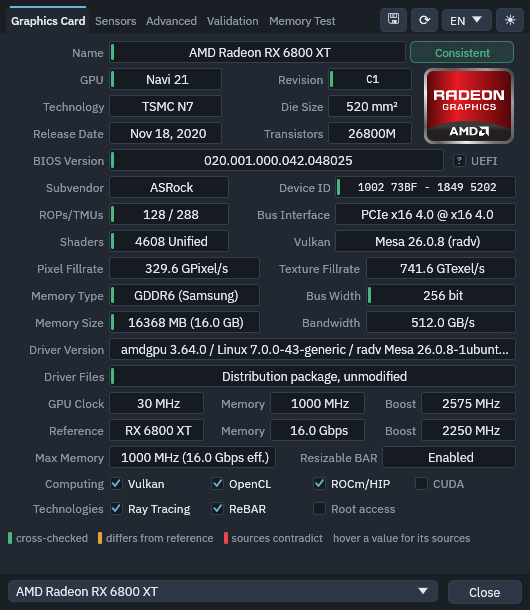 Graphics Card Sensors Advanced Validation Memory Test EN
Name AMD Radeon RX 6800 XT Consistent
GPU Navi 21 Revision C1
Technology TSMC N7 Die Size 520 mm²
Release Date Nov 18, 2020 Transistors 26800M
RADEON
GRAPHICS
AMD
BIOS Version 020.001.000.042.048025 ? UEFI
Subvendor ASRock Device ID 1002 73BF - 1849 5202
ROPs/TMUs 128 / 288 Bus Interface PCIe x16 4.0 @ x16 4.0
Shaders 4608 Unified Vulkan Mesa 26.0.8 (radv)
Pixel Fillrate 329.6 GPixel/s Texture Fillrate 741.6 GTexel/s
Memory Type GDDR6 (Samsung) Bus Width 256 bit
Memory Size 16368 MB (16.0 GB) Bandwidth 512.0 GB/s
Driver Version amdgpu 3.64.0 / Linux 7.0.0-43-generic / radv Mesa 26.0.8-1ubunt...
Driver Files Distribution package, unmodified
GPU Clock 30 MHz Memory 1000 MHz Boost 2575 MHz
Reference RX 6800 XT Memory 16.0 Gbps Boost 2250 MHz
Max Memory 1000 MHz (16.0 Gbps eff.) Resizable BAR Enabled
Computing Vulkan OpenCL ROCm/HIP CUDA
Technologies Ray Tracing ReBAR Root access
cross-checked differs from reference sources contradict hover a value for its sources
AMD Radeon RX 6800 XT Close